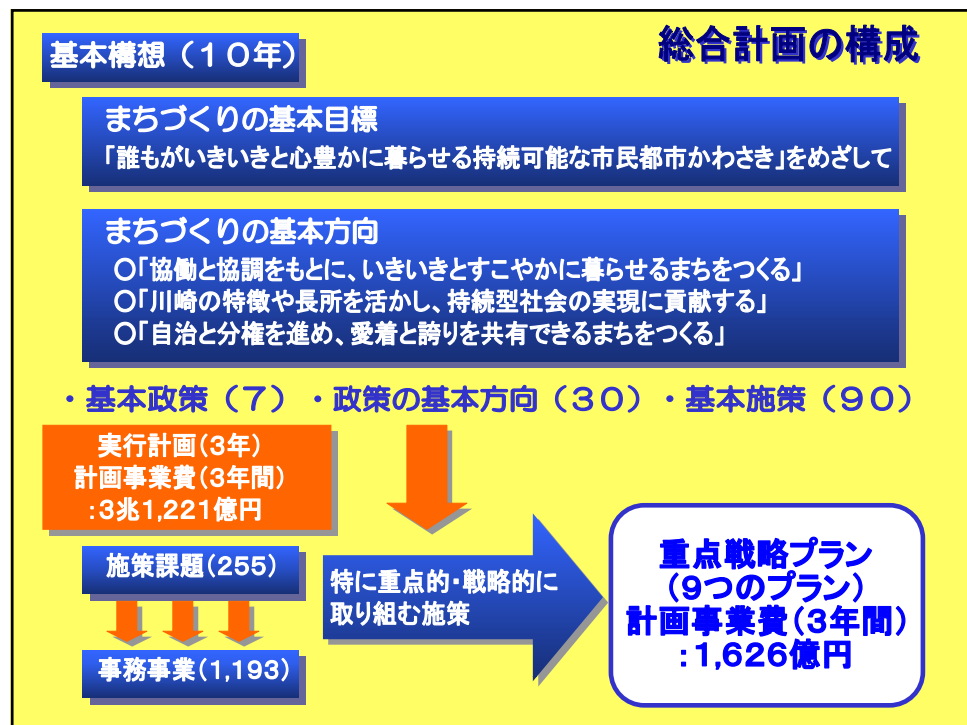 総合計画の構成
基本構想(10年)
まちづくりの基本目標
「誰もがいきいきと心豊かに暮らせる持続可能な市民都市かわさき」をめざして
まちづくりの基本方向
○「協働と協調をもとに、いきいきとすこやかに暮らせるまちをつくる」
○「川崎の特徴や長所を活かし、持続型社会の実現に貢献する」
○「自治と分権を進め、愛着と誇りを共有できるまちをつくる」
・基本政策(7)・政策の基本方向(30)・基本施策(90)
実行計画(3年)
計画事業費(3年間)
:3兆1,221億円
施策課題(255)
事務事業(1,193)
特に重点的・戦略的に
取り組む施策
重点戦略プラン
(9つのプラン)
計画事業費(3年間)
:1,626億円